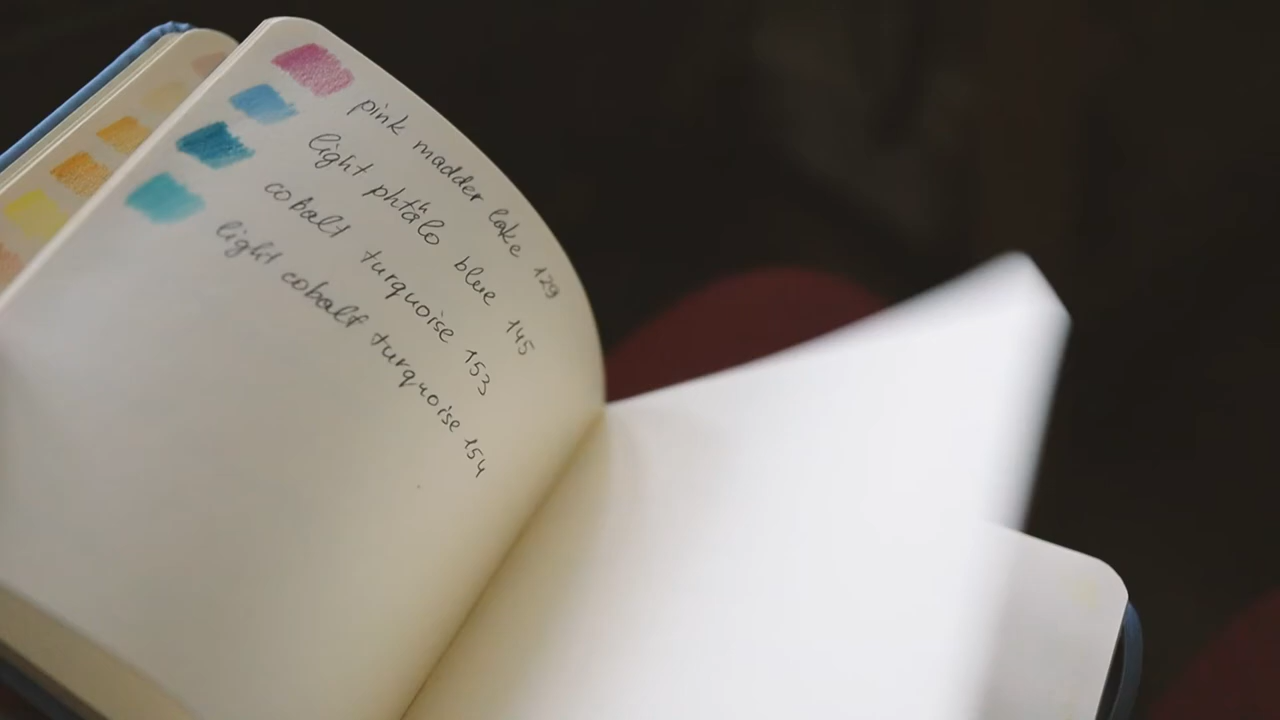 pink madder lake 129
light phthalo blue 145
cobalt turquoise 153
light cobalt turquoise 154